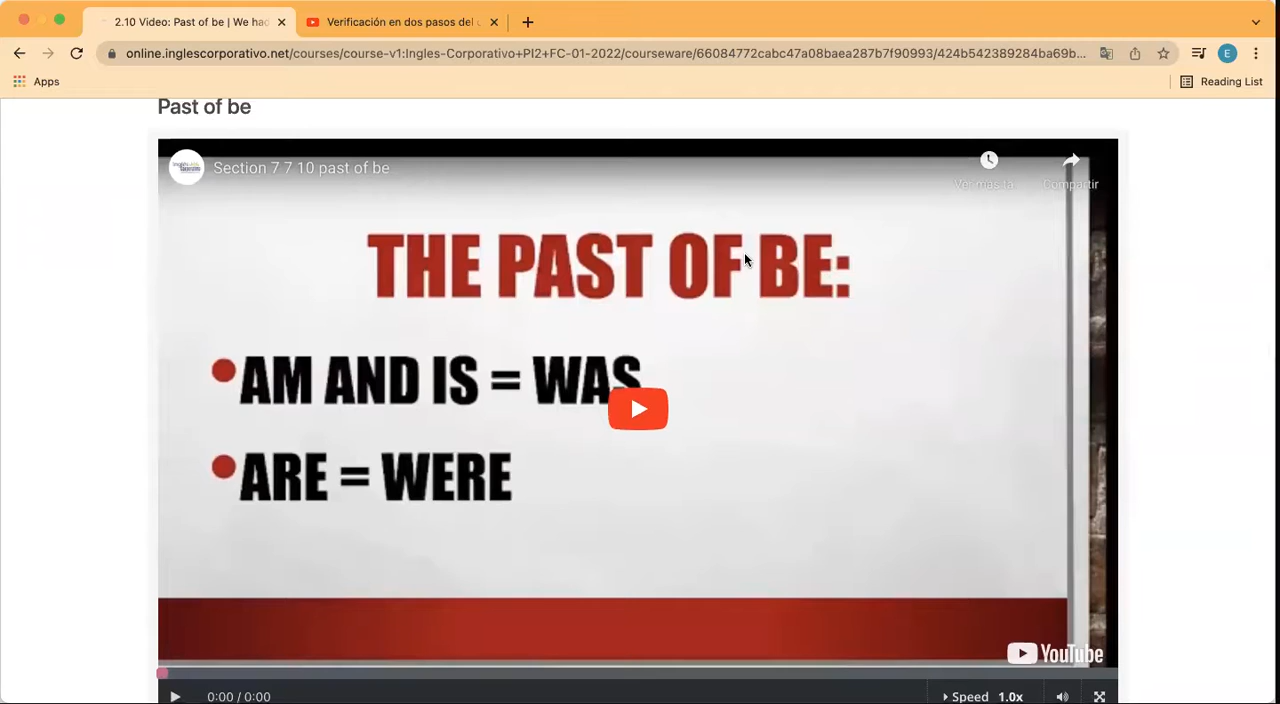 2.10 Video: Past of be | We had
Verificación en dos pasos del
online.inglescorporativo.net/courses/course-v1:Ingles-Corporativo+PI2+FC-01-2022/courseware/66084772cabc47a08baea287b7f90993/424b542389284ba69b...
E
Apps
Reading List
Past of be
Section 7 7 10 past of be
Ver más ta...
Compartir
THE PAST OF BE:
AM AND IS = WAS
ARE = WERE
YouTube
0:00 / 0:00
Speed 1.0x